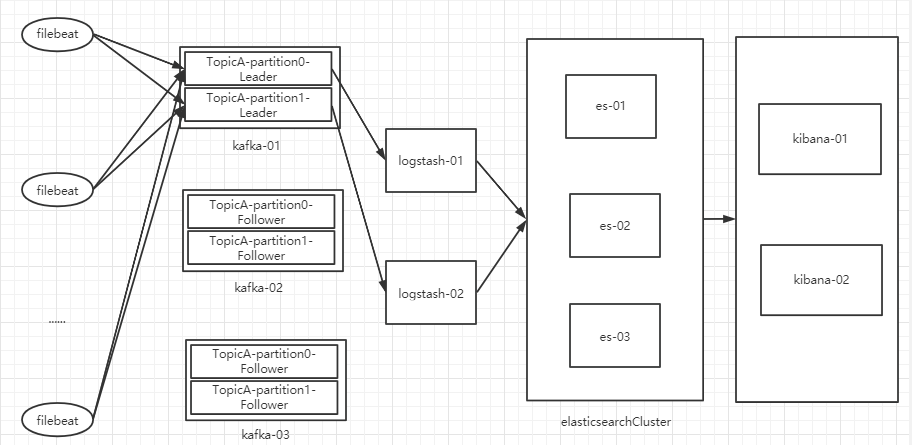 filebeat
filebeat
......
filebeat
TopicA-partition0-
Leader
TopicA-partition1-
Leader
kafka-01
TopicA-partition0-
Follower
TopicA-partition1-
Follower
kafka-02
TopicA-partition0-
Follower
TopicA-partition1-
Follower
kafka-03
logstash-01
logstash-02
es-01
es-02
es-03
elasticsearchCluster
kibana-01
kibana-02